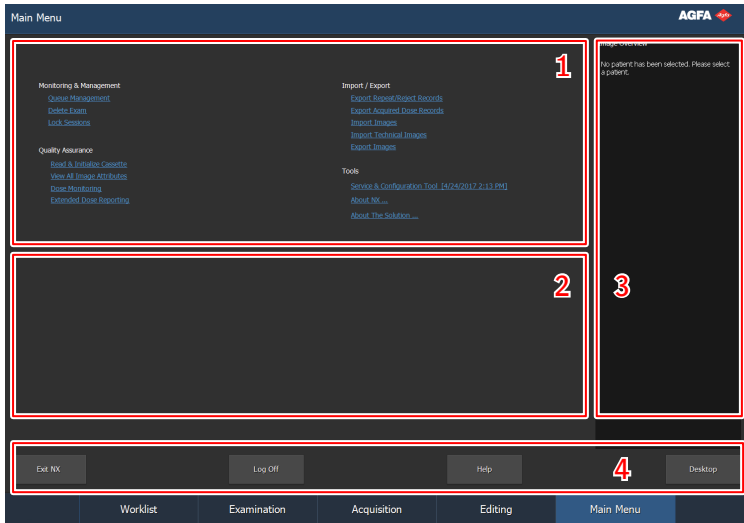 Main Menu
AGFA
Agfa
1
Monitoring & Management
Queue Management
Delete Exam
Lock Sessions
Quality Assurance
Read & Initialize Cassette
View All Image Attributes
Dose Monitoring
Extended Dose Reporting
Import / Export
Export Repeat/Reject Records
Export Acquired Dose Records
Import Images
Import Technical Images
Export Images
Tools
Service & Configuration Tool [4/24/2017 2:13 PM]
About NX ...
About The Solution ...
Image Overview
No patient has been selected. Please select
a patient.
2
3
Exit NX
Log Off
Help
4
Desktop
Worklist
Examination
Acquisition
Editing
Main Menu